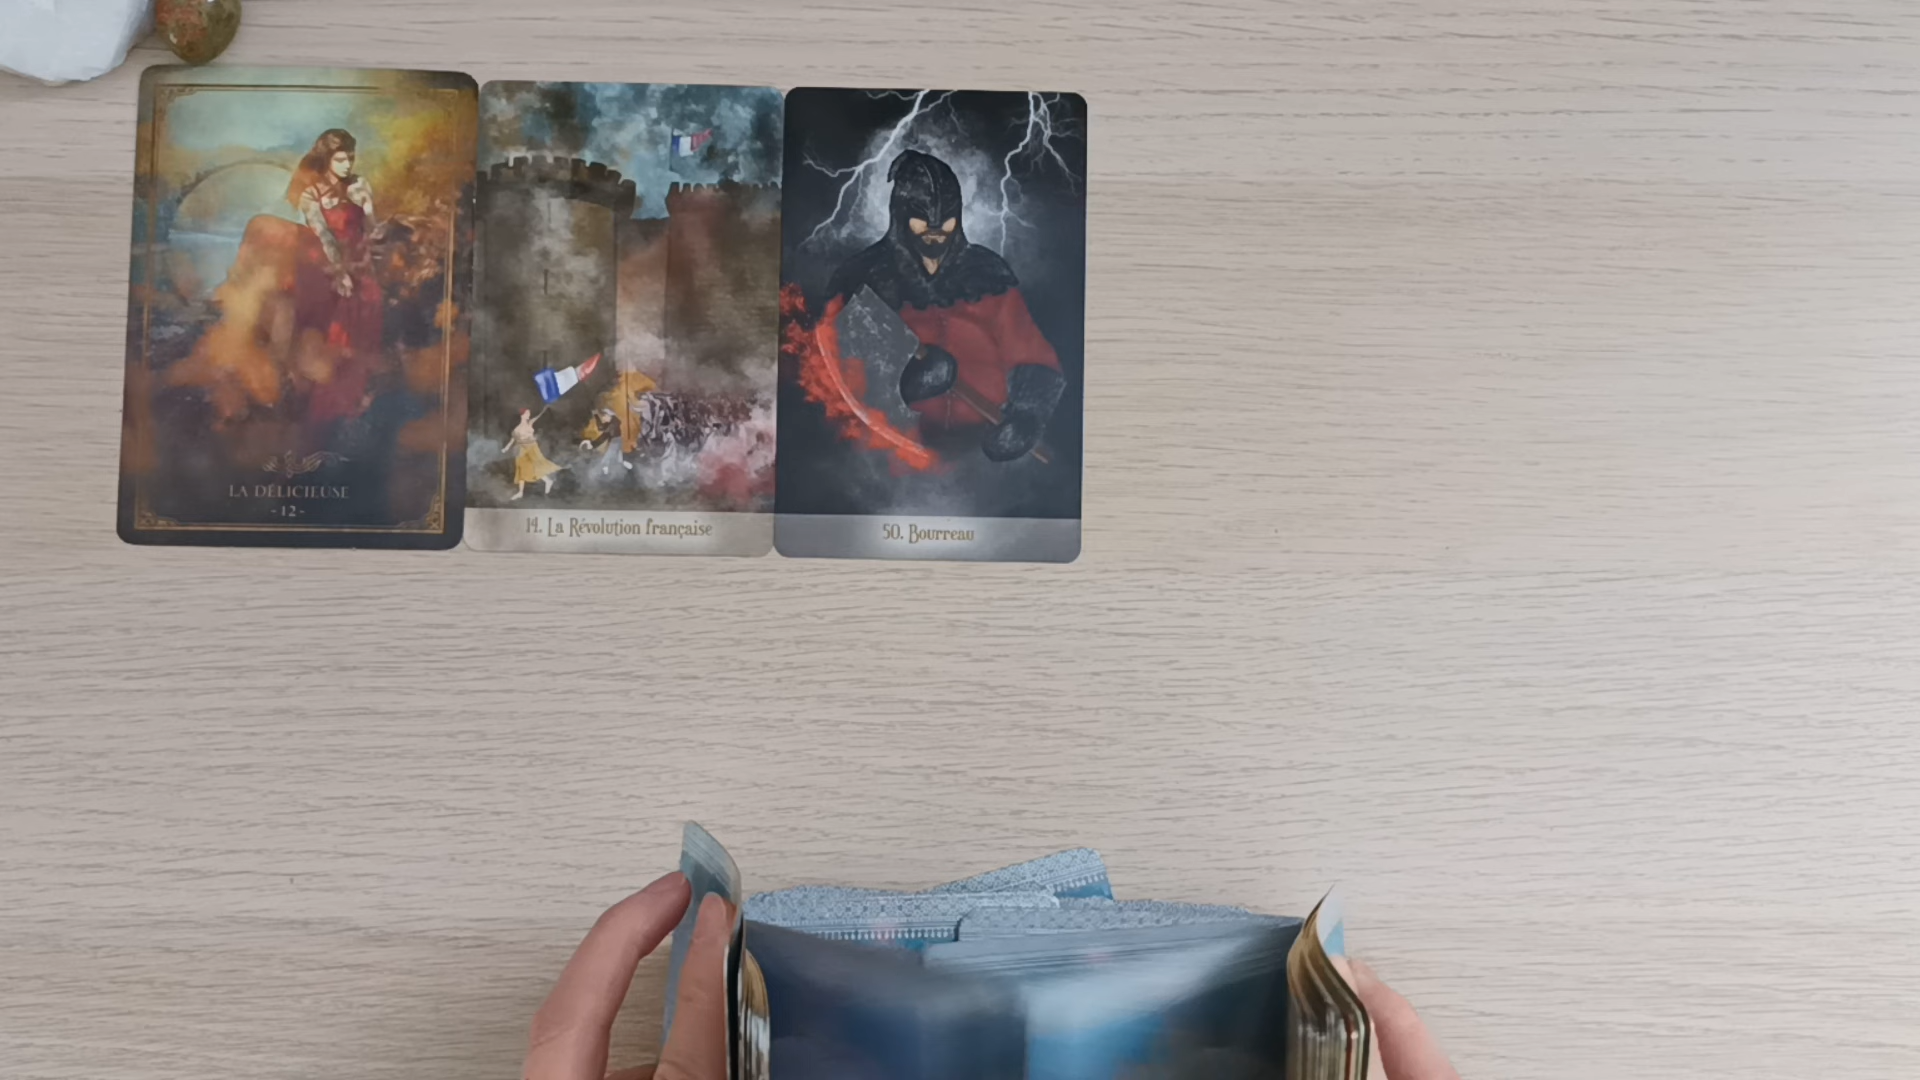 LA DÉLICIEUSE
- 12 -
14. La Révolution française
50. Bourreau